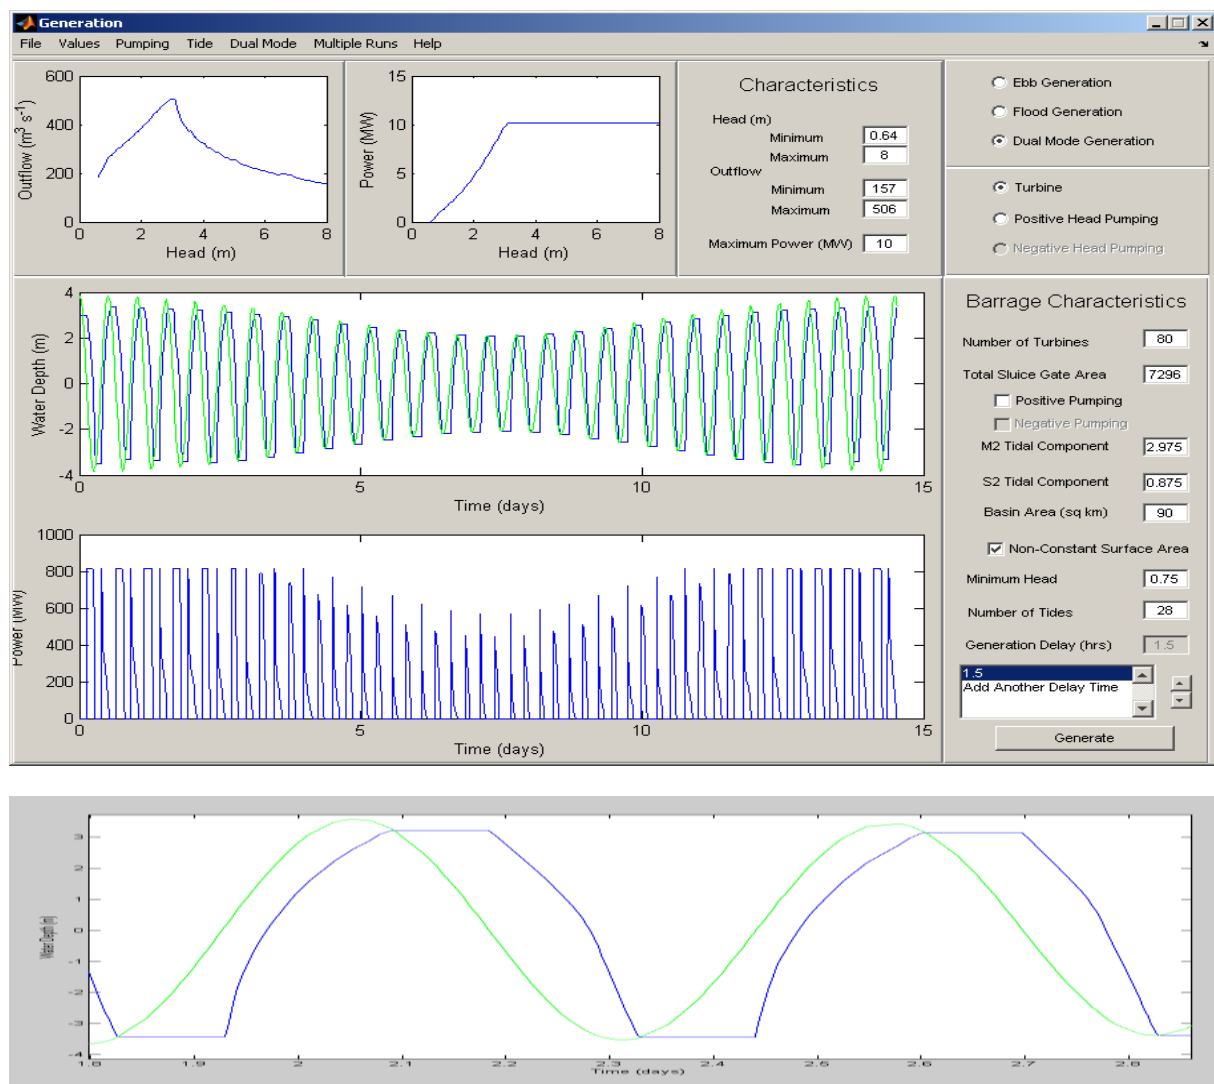 Generation
File Values Pumping Tide Dual Mode Multiple Runs Help
600
400
200
0
Outflow (m³ s⁻¹)
0 2 4 6 8
Head (m)
15
10
5
0
Power (MW)
0 2 4 6 8
Head (m)
Characteristics
Head (m)
Minimum 0.64
Maximum 8
Outflow
Minimum 157
Maximum 506
Maximum Power (MW) 10
Ebb Generation
Flood Generation
Dual Mode Generation
Turbine
Positive Head Pumping
Negative Head Pumping
4
2
0
-2
-4
Water Depth (m)
0 5 10 15
Time (days)
1000
800
600
400
200
0
Power (MW)
0 5 10 15
Time (days)
Barrage Characteristics
Number of Turbines 80
Total Sluice Gate Area 7296
Positive Pumping
Negative Pumping
M2 Tidal Component 2.975
S2 Tidal Component 0.875
Basin Area (sq km) 90
Non-Constant Surface Area
Minimum Head 0.75
Number of Tides 28
Generation Delay (hrs) 1.5
1.5
Add Another Delay Time
Generate
3
2
1
0
-1
-2
-3
-4
Water Depth (m)
1.8 1.9 2 2.1 2.2 2.3 2.4 2.5 2.6 2.7 2.8
Time (days)